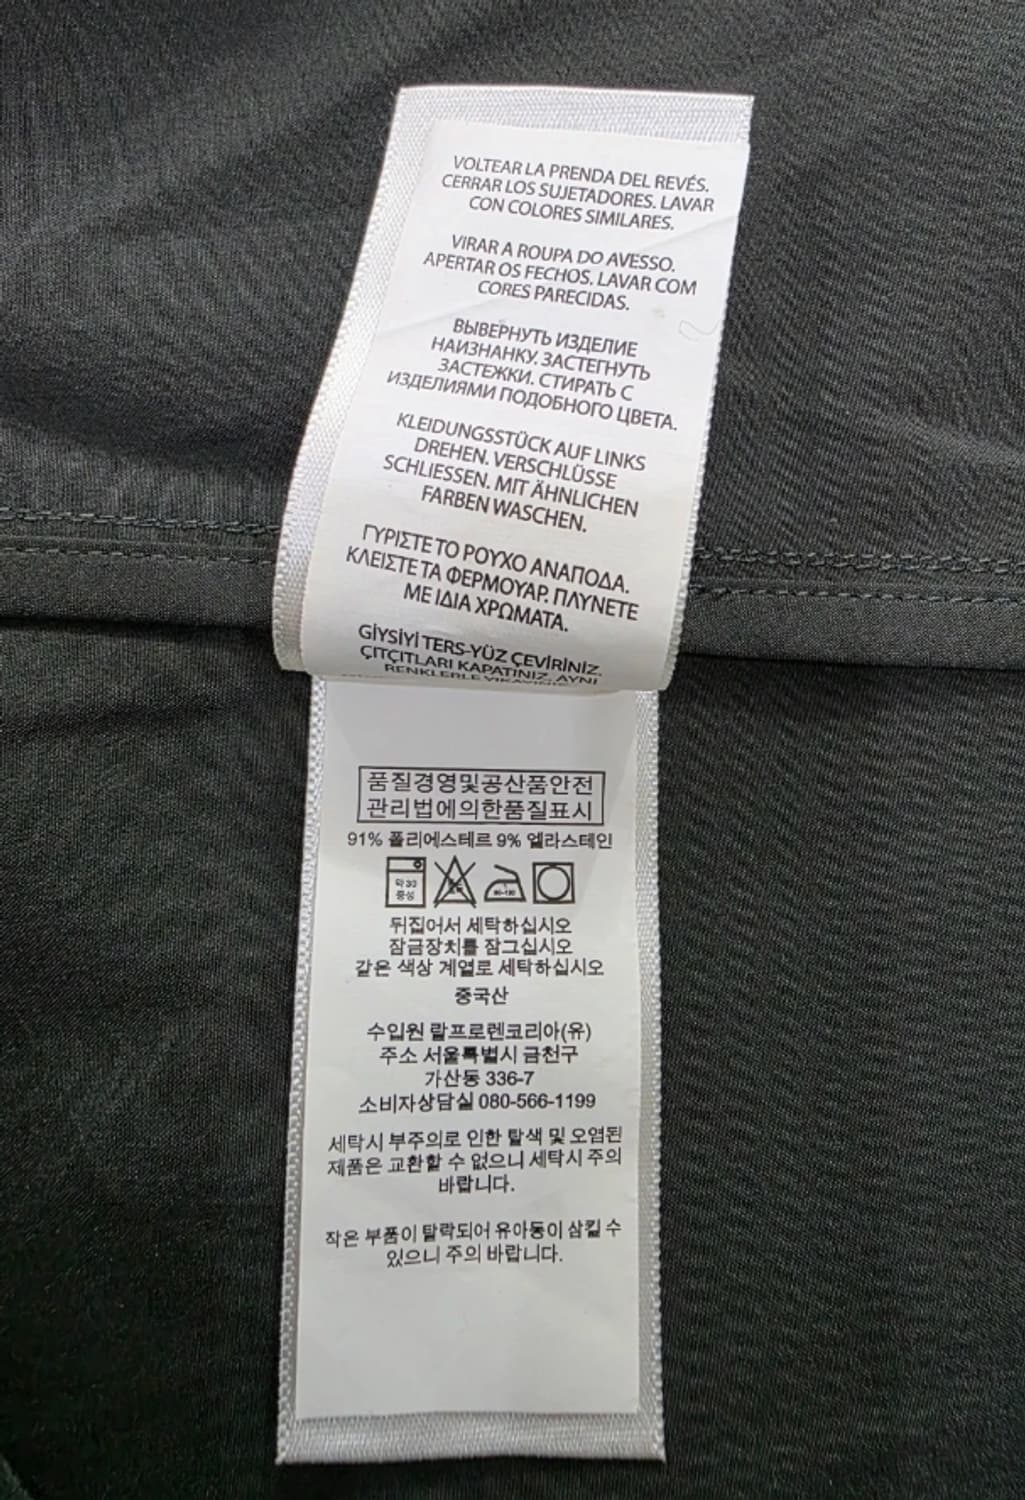 VOLTEAR LA PRENDA DEL REVÉS.
CERRAR LOS SUJETADORES. LAVAR
CON COLORES SIMILARES.
VIRAR A ROUPA DO AVESSO.
APERTAR OS FECHOS. LAVAR COM
CORES PARECIDAS.
ВЫВЕРНУТЬ ИЗДЕЛИЕ
НАИЗНАНКУ. ЗАСТЕГНУТЬ
ЗАСТЕЖКИ. СТИРАТЬ С
ИЗДЕЛИЯМИ ПОДОБНОГО ЦВЕТА.
KLEIDUNGSSTÜCK AUF LINKS
DREHEN. VERSCHLÜSSE
SCHLIESSEN. MIT ÄHNLICHEN
FARBEN WASCHEN.
ΓΥΡΙΣΤΕ ΤΟ ΡΟΥΧΟ ΑΝΑΠΟΔΑ.
ΚΛΕΙΣΤΕ ΤΑ ΦΕΡΜΟΥΑΡ. ΠΛΥΝΕΤΕ
ΜΕ ΙΔΙΑ ΧΡΩΜΑΤΑ.
GİYSİYİ TERS-YÜZ ÇEVİRİNİZ.
ÇITÇITLARI KAPATINIZ. AYNI
RENKLERLE
품질경영및공산품안전
관리법에의한품질표시
91% 폴리에스테르 9% 엘라스테인
약 30
중성
뒤집어서 세탁하십시오
잠금장치를 잠그십시오
같은 색상 계열로 세탁하십시오
중국산
수입원 랄프로렌코리아(유)
주소 서울특별시 금천구
가산동 336-7
소비자상담실 080-566-1199
세탁시 부주의로 인한 탈색 및 오염된
제품은 교환할 수 없으니 세탁시 주의
바랍니다.
작은 부품이 탈락되어 유아동이 삼킬 수
있으니 주의 바랍니다.